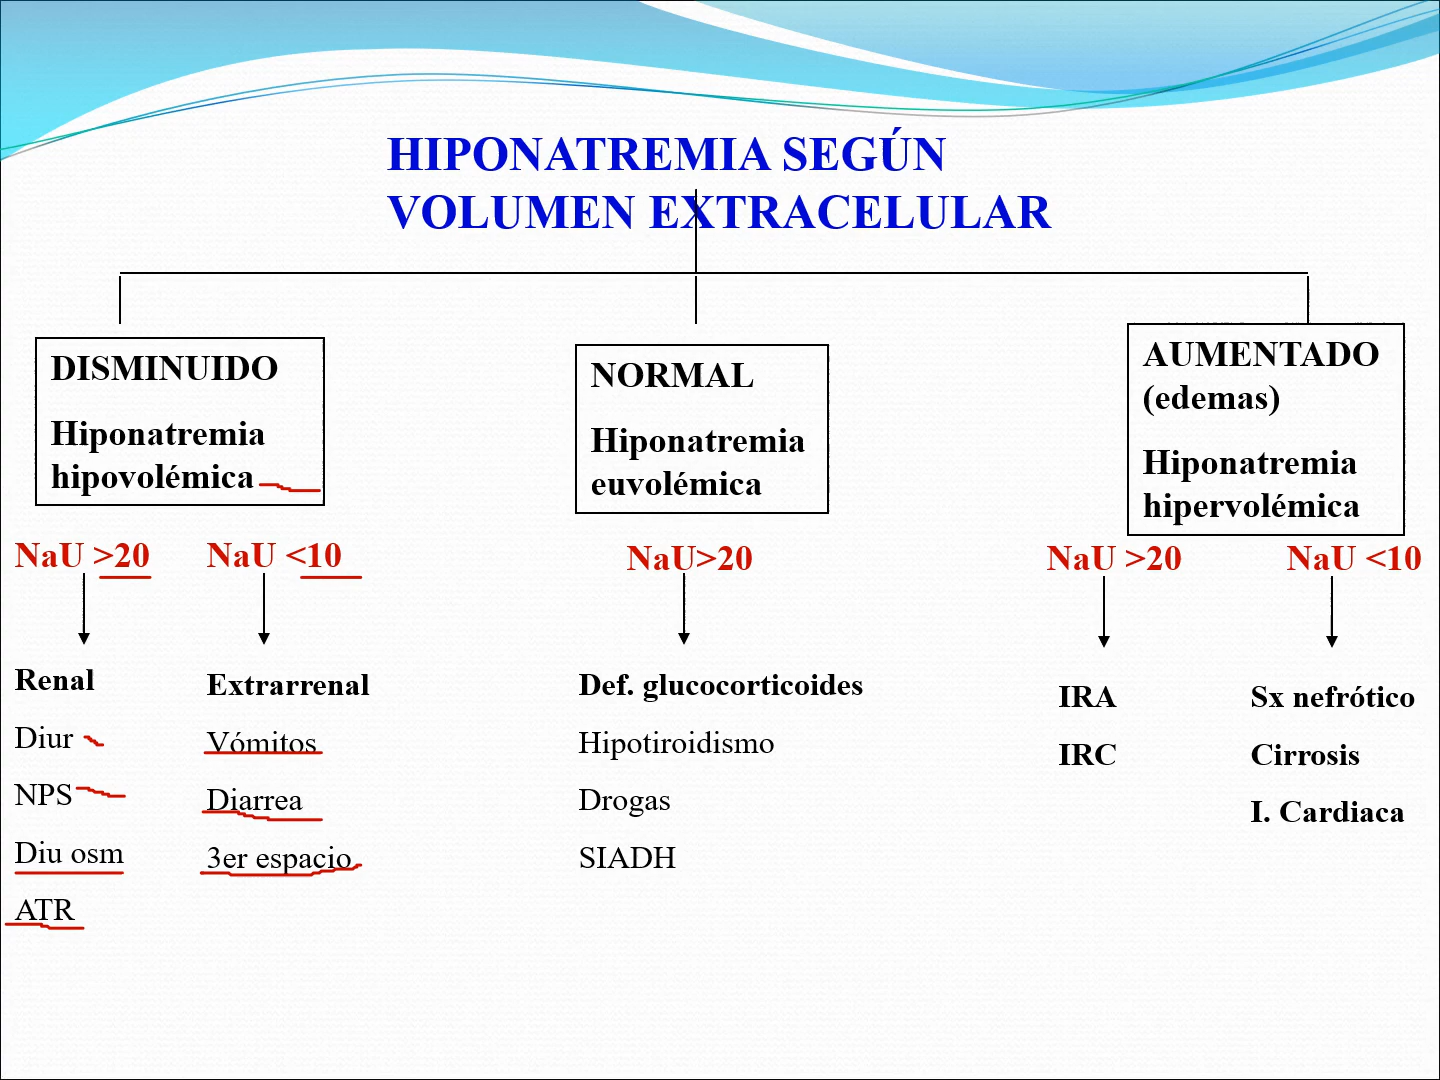 HIPONATREMIA SEGÚN
VOLUMEN EXTRACELULAR
DISMINUIDO
Hiponatremia
hipovolémica
NaU >20
Renal
Diur
NPS
Diu osm
ATR
NaU <10
Extrarrenal
Vómitos
Diarrea
3er espacio
NORMAL
Hiponatremia
euvolémica
NaU>20
Def. glucocorticoides
Hipotiroidismo
Drogas
SIADH
AUMENTADO
(edemas)
Hiponatremia
hipervolémica
NaU >20
IRA
IRC
NaU <10
Sx nefrótico
Cirrosis
I. Cardiaca